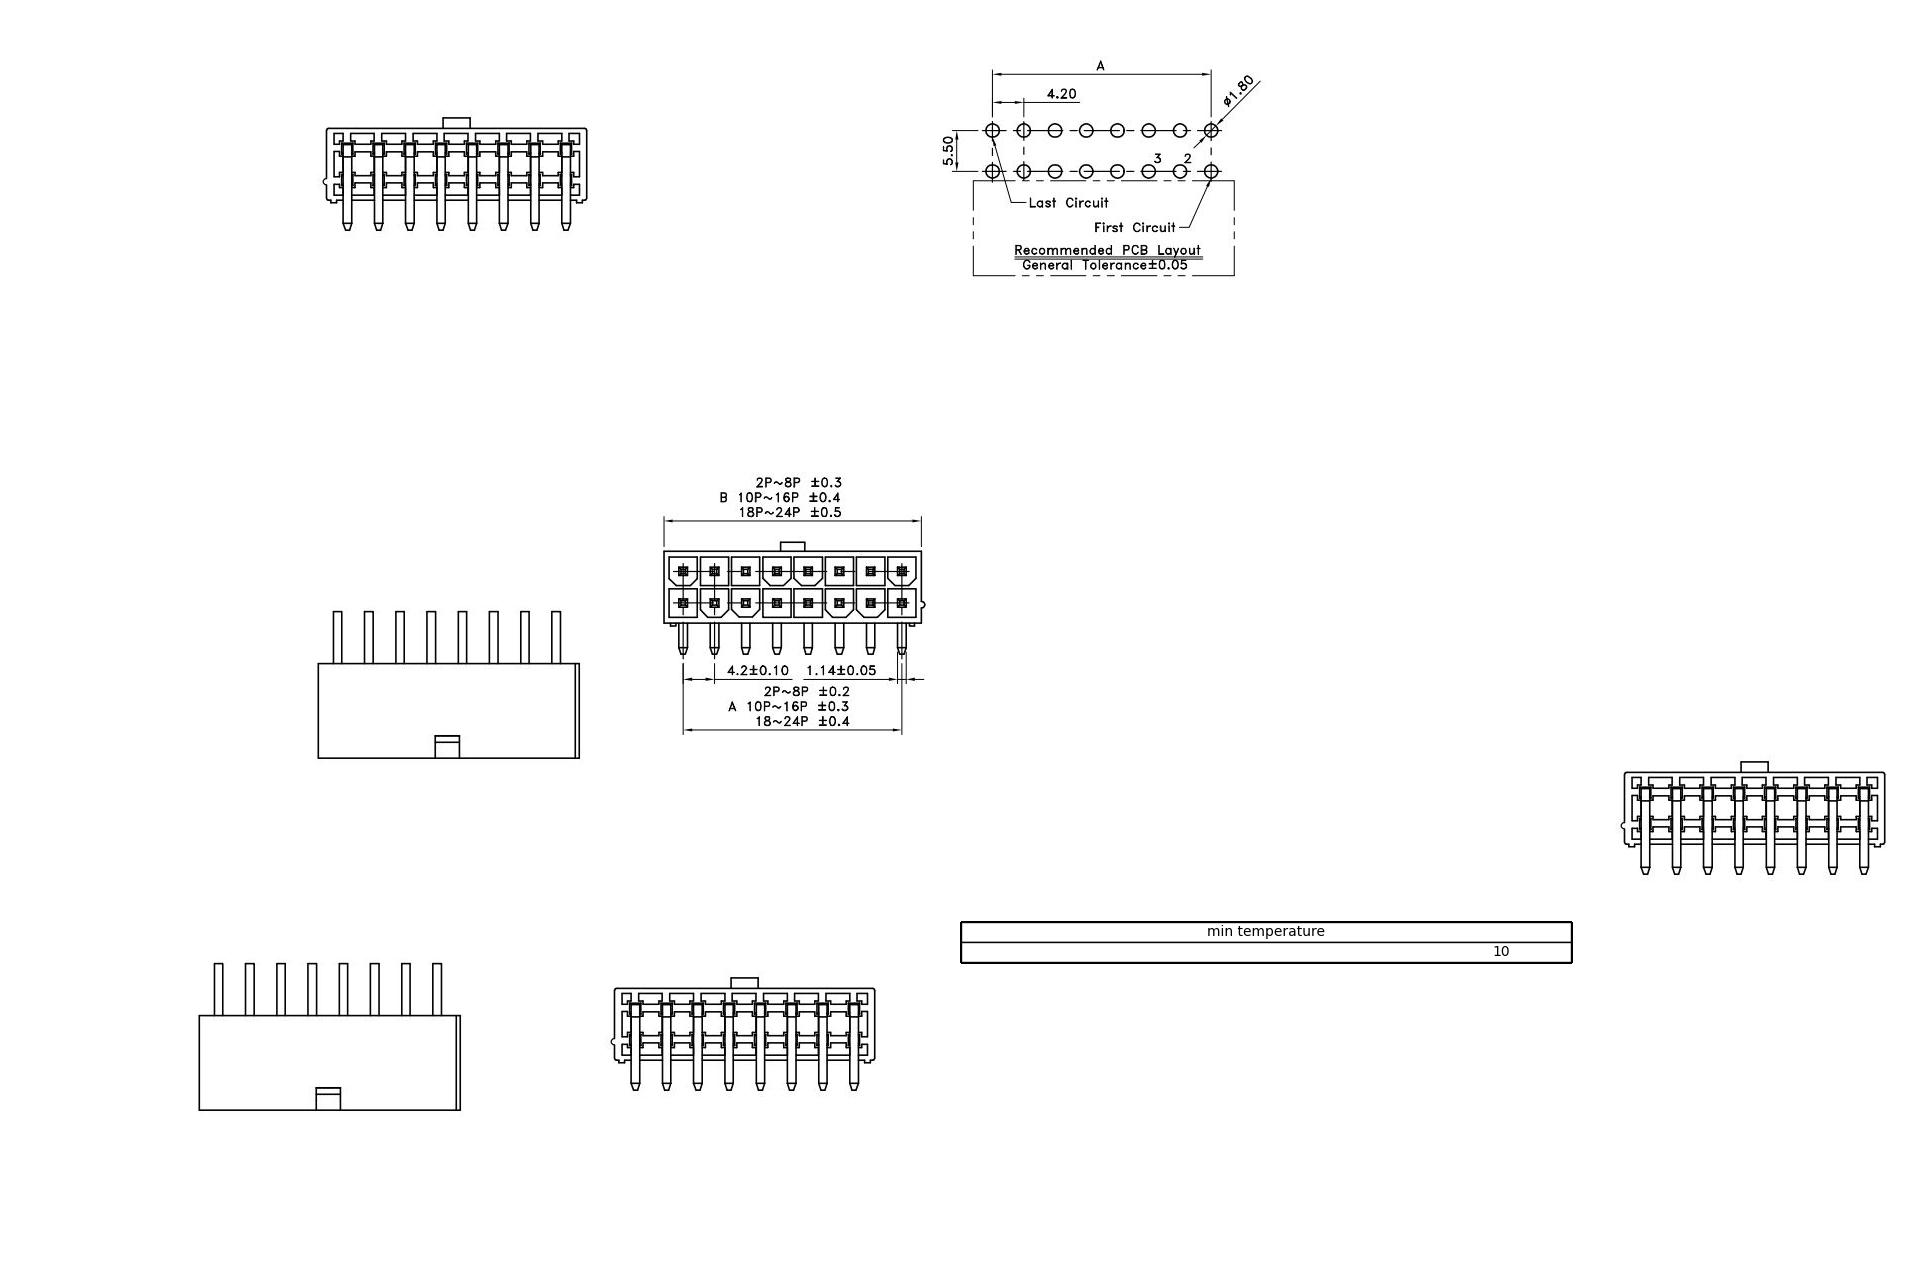 A
4.20
ø1.80
5.50
3 2
Last Circuit
First Circuit
Recommended PCB Layout
General Tolerance±0.05
2P~8P ±0.3
B 10P~16P ±0.4
18P~24P ±0.5
4.2±0.10 1.14±0.05
2P~8P ±0.2
A 10P~16P ±0.3
18~24P ±0.4
min temperature
10